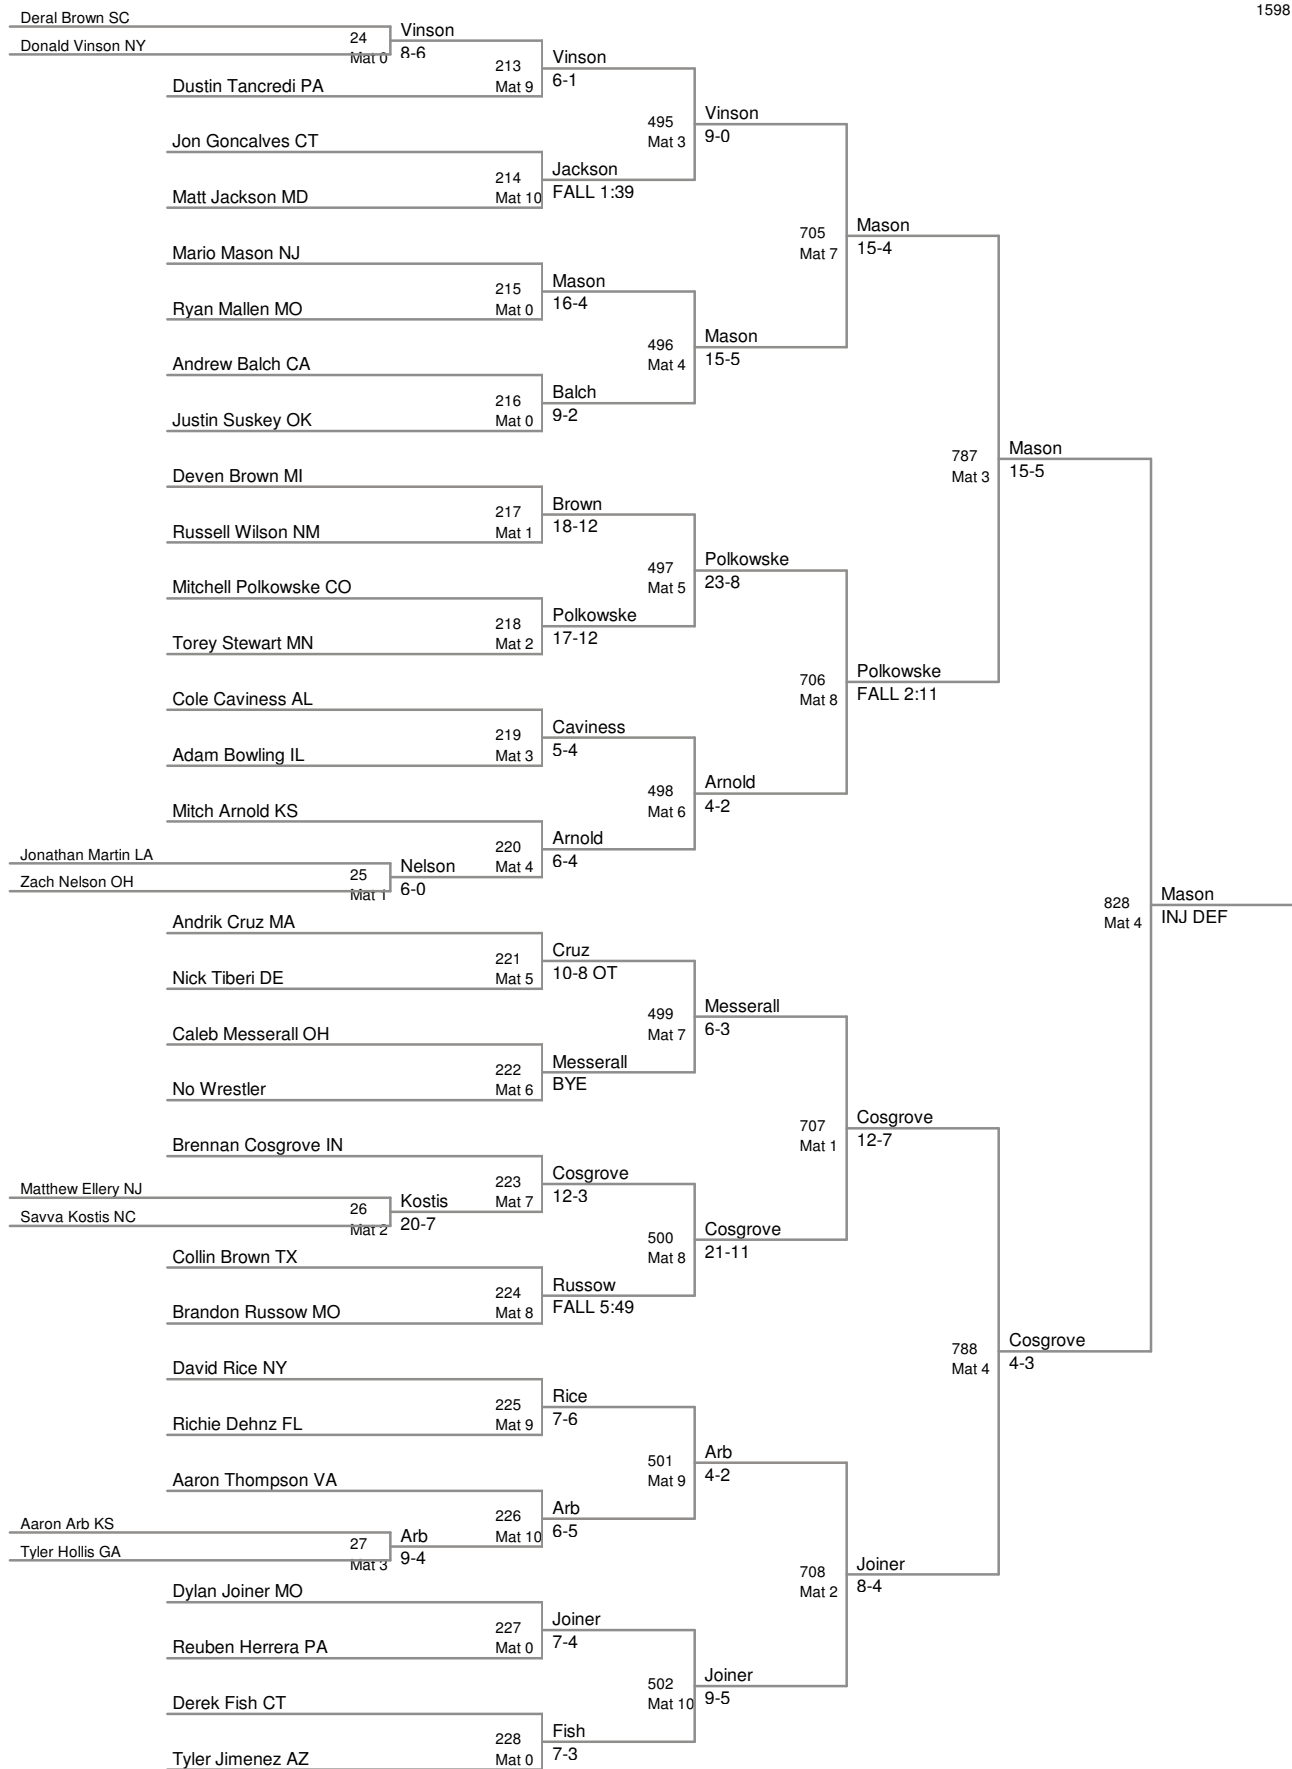 1598
Deral Brown SC
Donald Vinson NY
24
Mat 0
Vinson
8-6
Dustin Tancredi PA
213
Mat 9
Vinson
6-1
Jon Goncalves CT
Matt Jackson MD
214
Mat 10
Jackson
FALL 1:39
495
Mat 3
Vinson
9-0
Mario Mason NJ
Ryan Mallen MO
215
Mat 0
Mason
16-4
Andrew Balch CA
Justin Suskey OK
216
Mat 0
Balch
9-2
496
Mat 4
Mason
15-5
705
Mat 7
Mason
15-4
Deven Brown MI
Russell Wilson NM
217
Mat 1
Brown
18-12
Mitchell Polkowske CO
Torey Stewart MN
218
Mat 2
Polkowske
17-12
497
Mat 5
Polkowske
23-8
Cole Caviness AL
Adam Bowling IL
219
Mat 3
Caviness
5-4
Mitch Arnold KS
Jonathan Martin LA
Zach Nelson OH
25
Mat 1
Nelson
6-0
220
Mat 4
Arnold
6-4
498
Mat 6
Arnold
4-2
706
Mat 8
Polkowske
FALL 2:11
787
Mat 3
Mason
15-5
Andrik Cruz MA
Nick Tiberi DE
221
Mat 5
Cruz
10-8 OT
Caleb Messerall OH
No Wrestler
222
Mat 6
Messerall
BYE
499
Mat 7
Messerall
6-3
Brennan Cosgrove IN
Matthew Ellery NJ
Savva Kostis NC
26
Mat 2
Kostis
20-7
223
Mat 7
Cosgrove
12-3
Collin Brown TX
Brandon Russow MO
224
Mat 8
Russow
FALL 5:49
500
Mat 8
Cosgrove
21-11
707
Mat 1
Cosgrove
12-7
David Rice NY
Richie Dehnz FL
225
Mat 9
Rice
7-6
Aaron Thompson VA
Aaron Arb KS
Tyler Hollis GA
27
Mat 3
Arb
9-4
226
Mat 10
Arb
6-5
501
Mat 9
Arb
4-2
Dylan Joiner MO
Reuben Herrera PA
227
Mat 0
Joiner
7-4
Derek Fish CT
Tyler Jimenez AZ
228
Mat 0
Fish
7-3
502
Mat 10
Joiner
9-5
708
Mat 2
Joiner
8-4
788
Mat 4
Cosgrove
4-3
828
Mat 4
Mason
INJ DEF